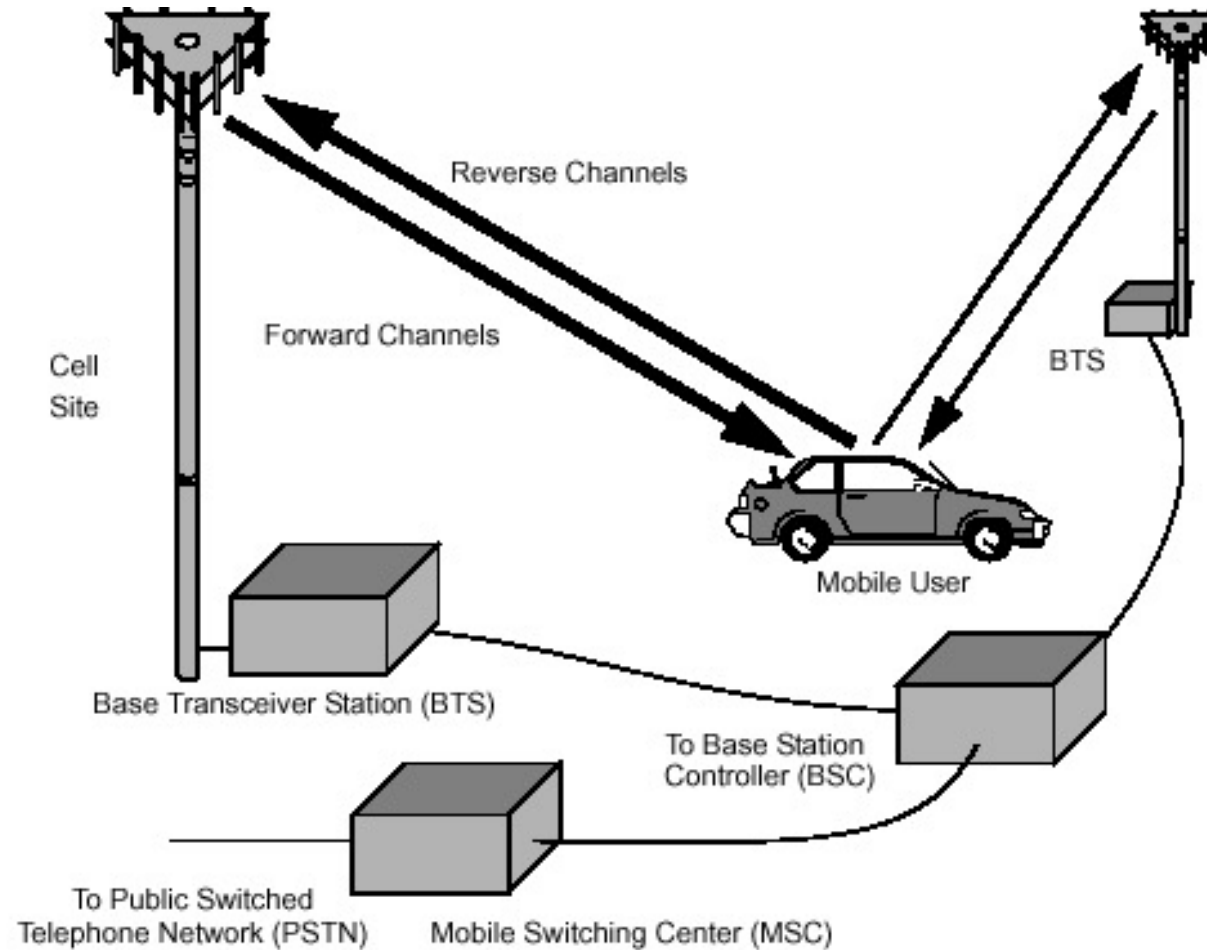 Reverse Channels
Forward Channels
Cell
Site
BTS
Mobile User
Base Transceiver Station (BTS)
To Base Station
Controller (BSC)
To Public Switched
Telephone Network (PSTN)
Mobile Switching Center (MSC)